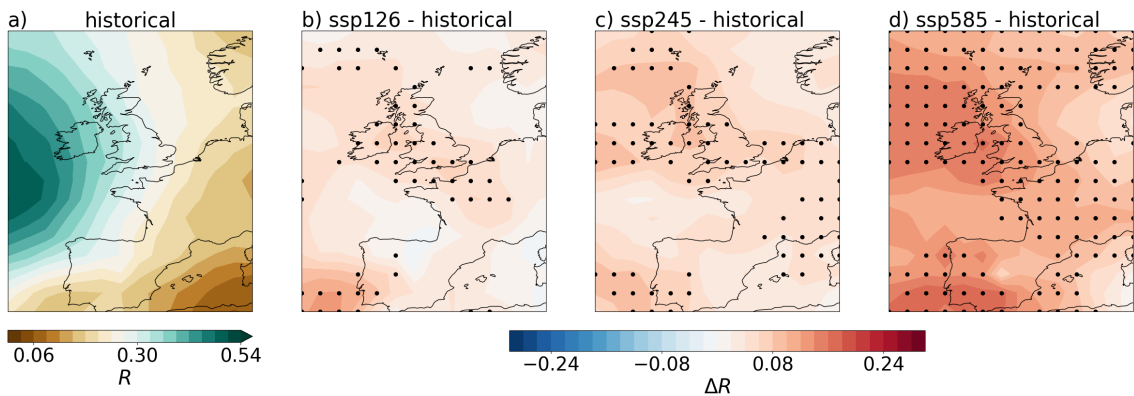 a) historical
b) ssp126 - historical
c) ssp245 - historical
d) ssp585 - historical
0.06 0.30 0.54
R
−0.24 −0.08 0.08 0.24
ΔR